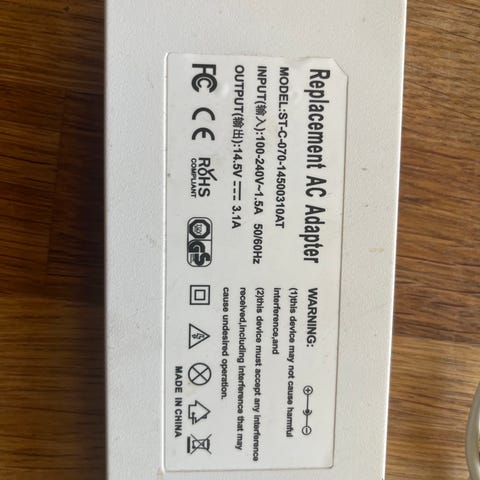 Replacement AC Adapter
MODEL:ST-C-070-14500310AT
INPUT(输入):100-240V~1.5A 50/60Hz
OUTPUT(输出):14.5V⎓3.1A
FC CE RoHS
COMPLIANT
GS
WARNING:
(1)this device may not cause harmful
interference,and
(2)this device must accept any interference
received,including interference that may
cause undesired operation.
MADE IN CHINA